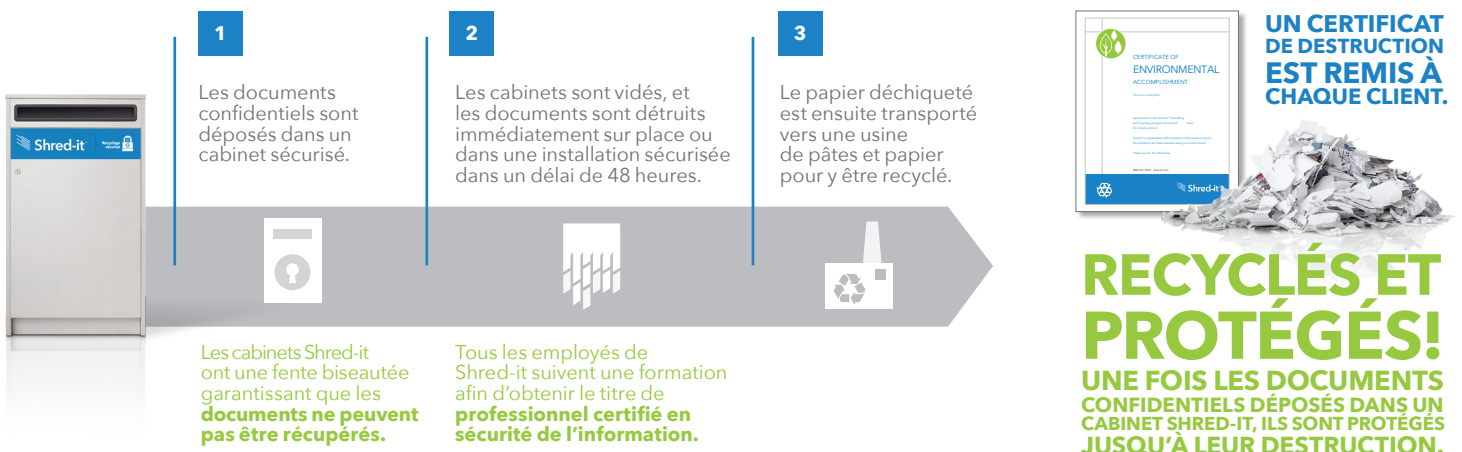 Shred-it
Recyclage
sécurisé
1
Les documents
confidentiels sont
déposés dans un
cabinet sécurisé.
2
Les cabinets sont vidés, et
les documents sont détruits
immédiatement sur place ou
dans une installation sécurisée
dans un délai de 48 heures.
3
Le papier déchiqueté
est ensuite transporté
vers une usine
de pâtes et papier
pour y être recyclé.
Les cabinets Shred-it
ont une fente biseautée
garantissant que les
documents ne peuvent
pas être récupérés.
Tous les employés de
Shred-it suivent une formation
afin d’obtenir le titre de
professionnel certifié en
sécurité de l’information.
CERTIFICATE OF
ENVIRONMENTAL
ACCOMPLISHMENT
Shred-it
UN CERTIFICAT
DE DESTRUCTION
EST REMIS À
CHAQUE CLIENT.
RECYCLÉS ET
PROTÉGÉS!
UNE FOIS LES DOCUMENTS
CONFIDENTIELS DÉPOSÉS DANS UN
CABINET SHRED-IT, ILS SONT PROTÉGÉS
JUSQU’À LEUR DESTRUCTION.